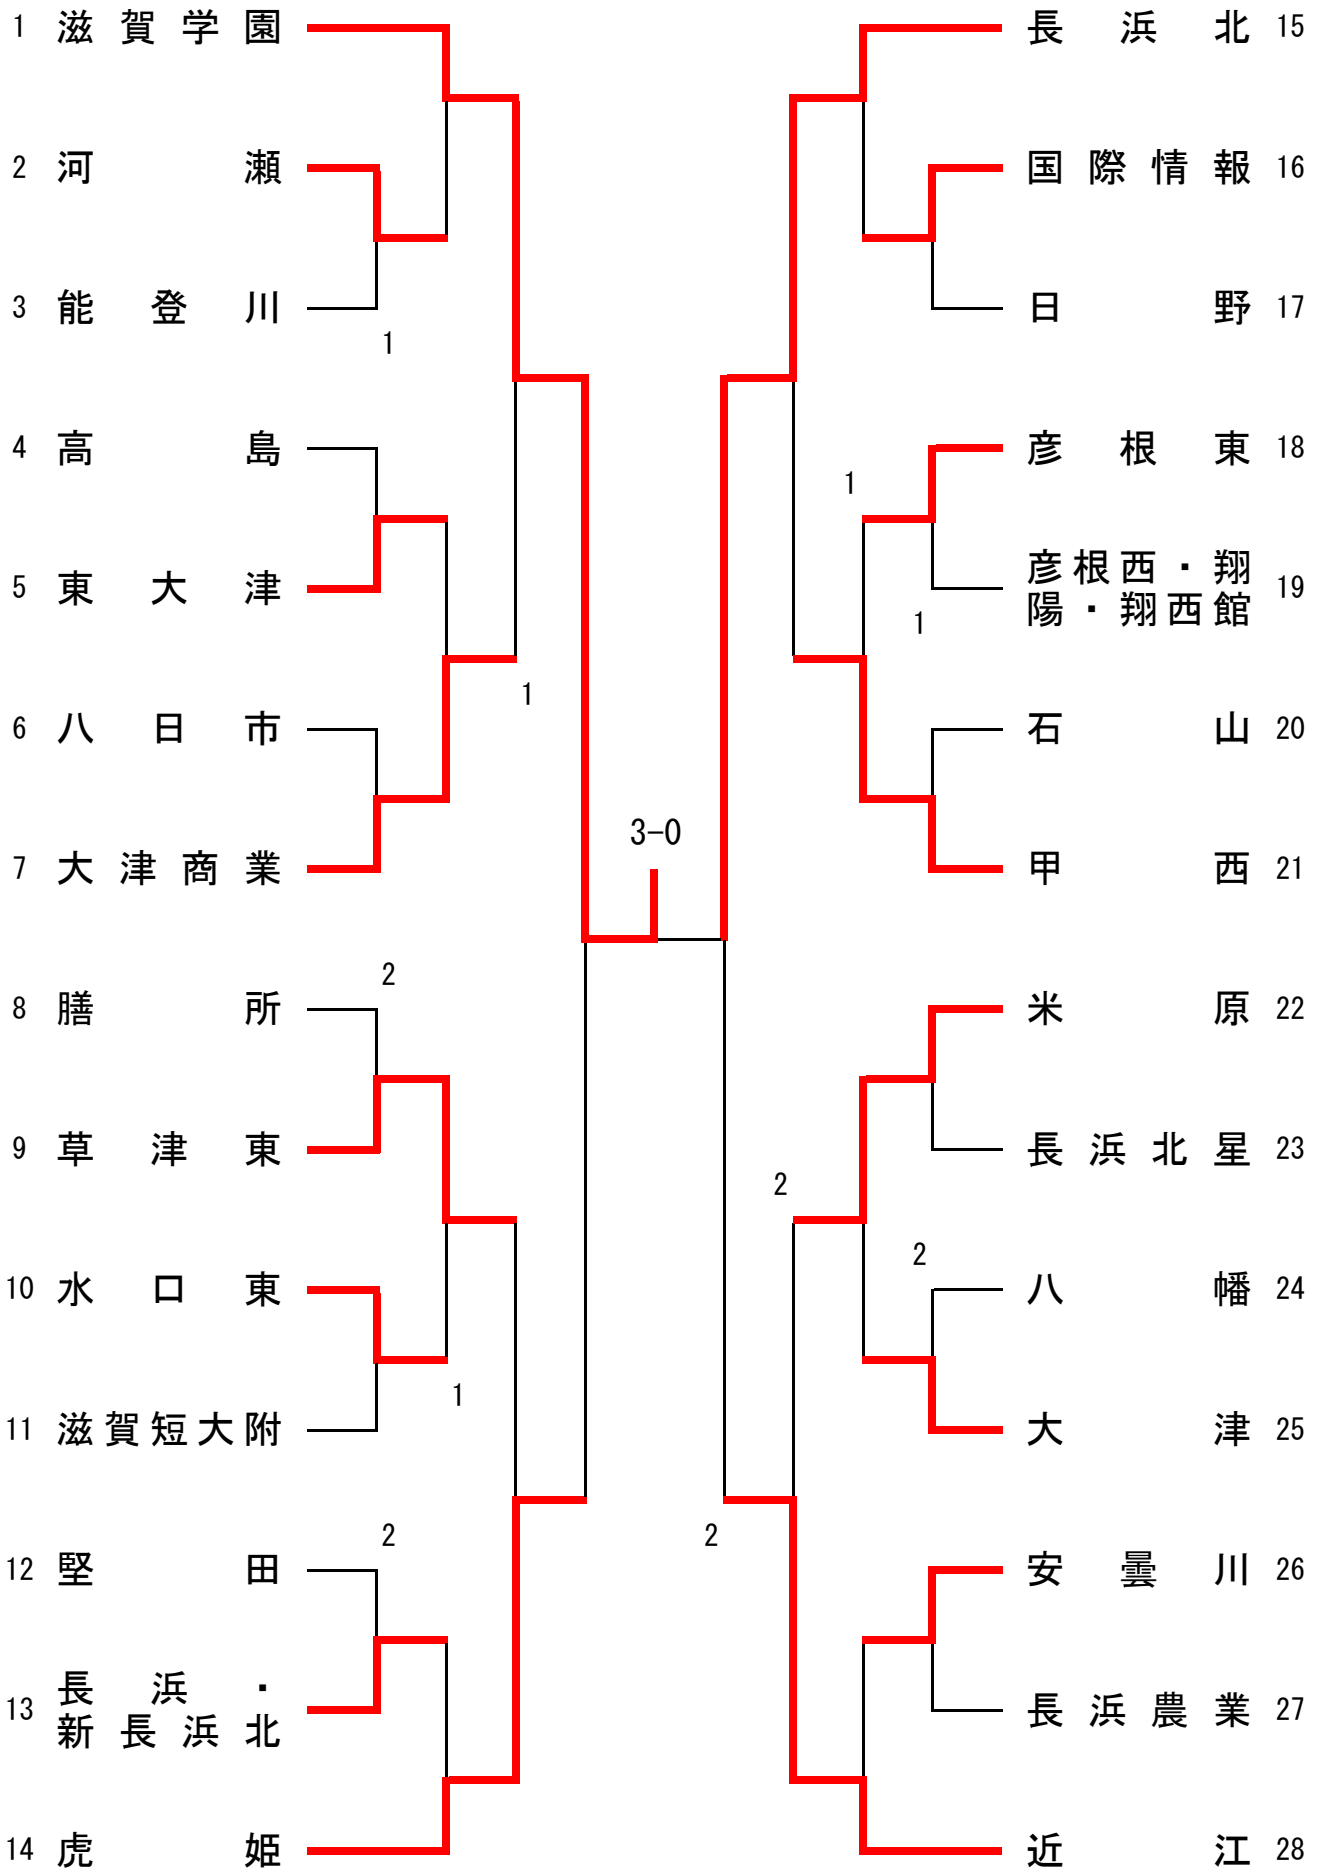 1 滋賀学園
2 河瀬
3 能登川
1
4 高島
5 東大津
1
6 八日市
7 大津商業
2
8 膳所
9 草津東
10 水口東
1
11 滋賀短大附
2
12 堅田
13 長浜・
新長浜北
14 虎姫
3-0
長浜北 15
国際情報 16
日野 17
1
彦根東 18
彦根西・翔
陽・翔西館 19
1
石山 20
甲西 21
米原 22
長浜北星 23
2
2
八幡 24
大津 25
2
安曇川 26
長浜農業 27
近江 28